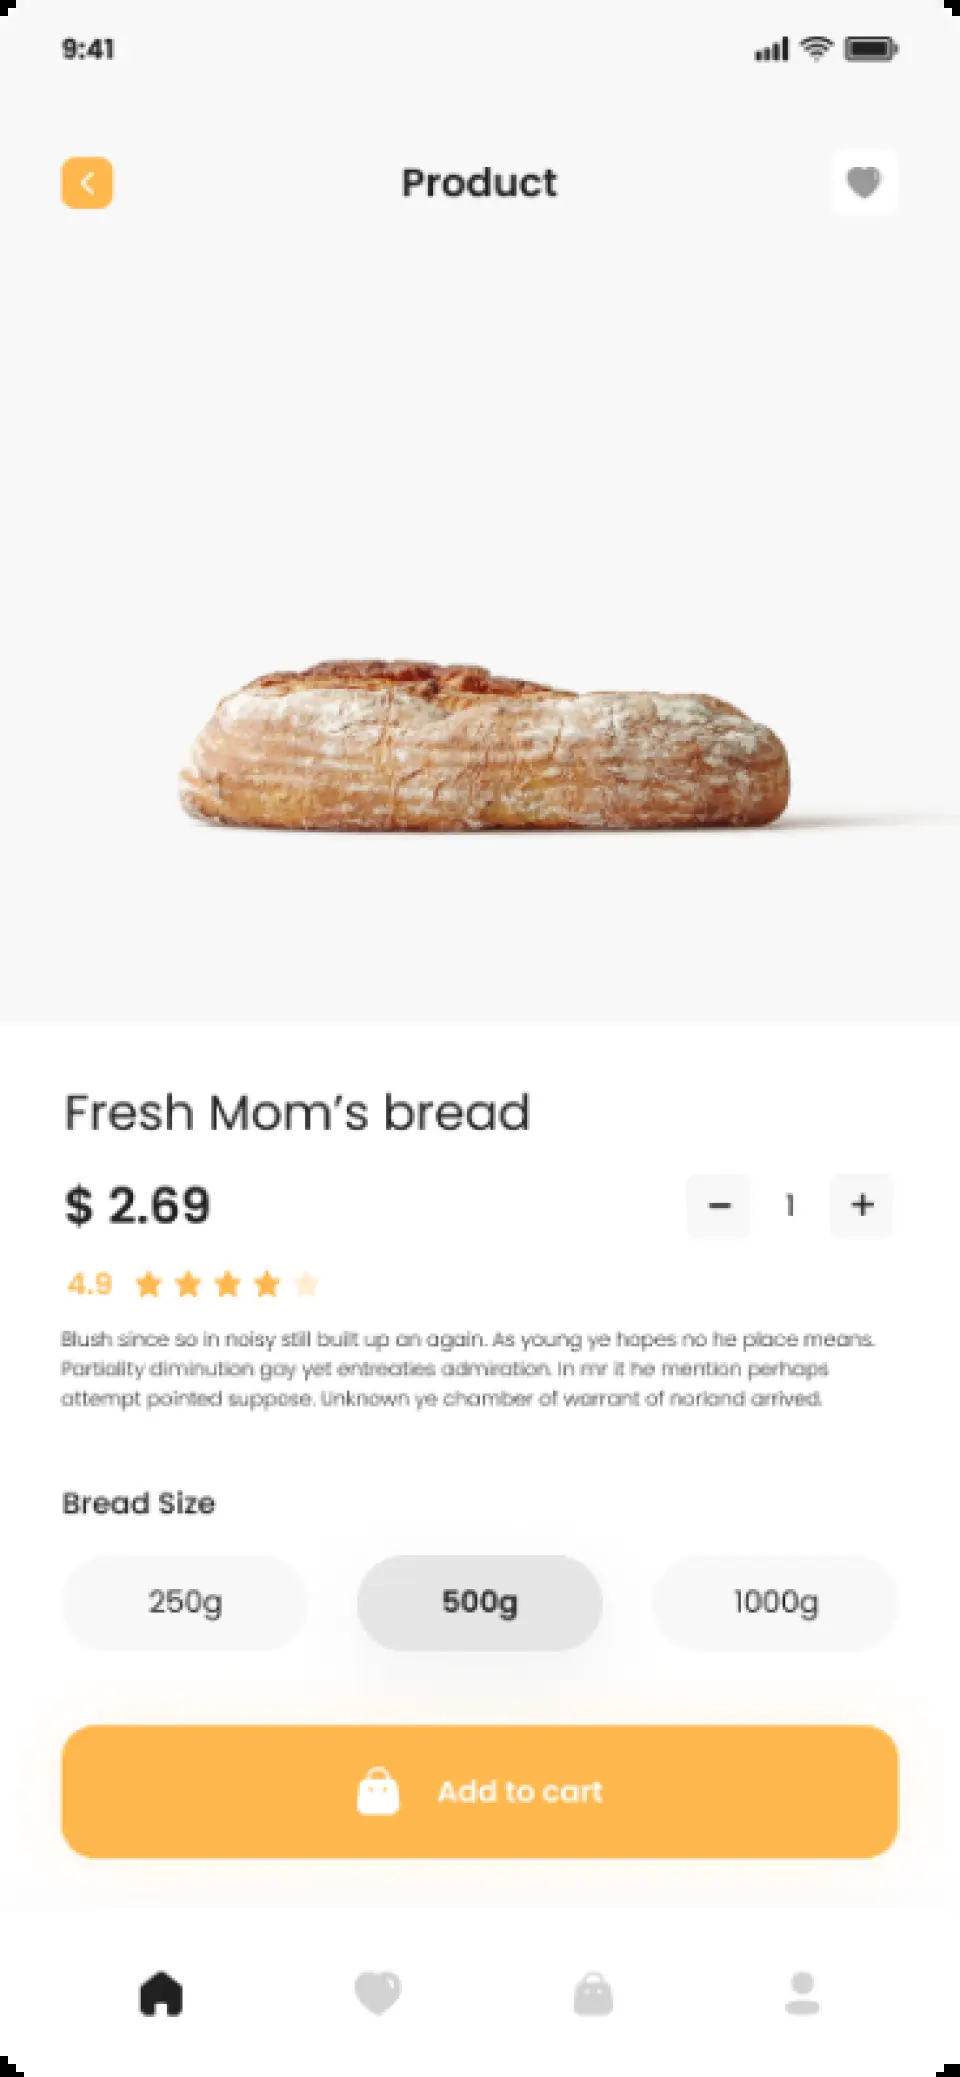 9:41
Product
Fresh Mom’s bread
$ 2.69
1
4.9
Blush since so in noisy still built up an again. As young ye hopes no he place means.
Partiality diminution gay yet entreaties admiration. In mr it he mention perhaps
attempt pointed suppose. Unknown ye chamber of warrant of norland arrived.
Bread Size
250g 500g 1000g
Add to cart